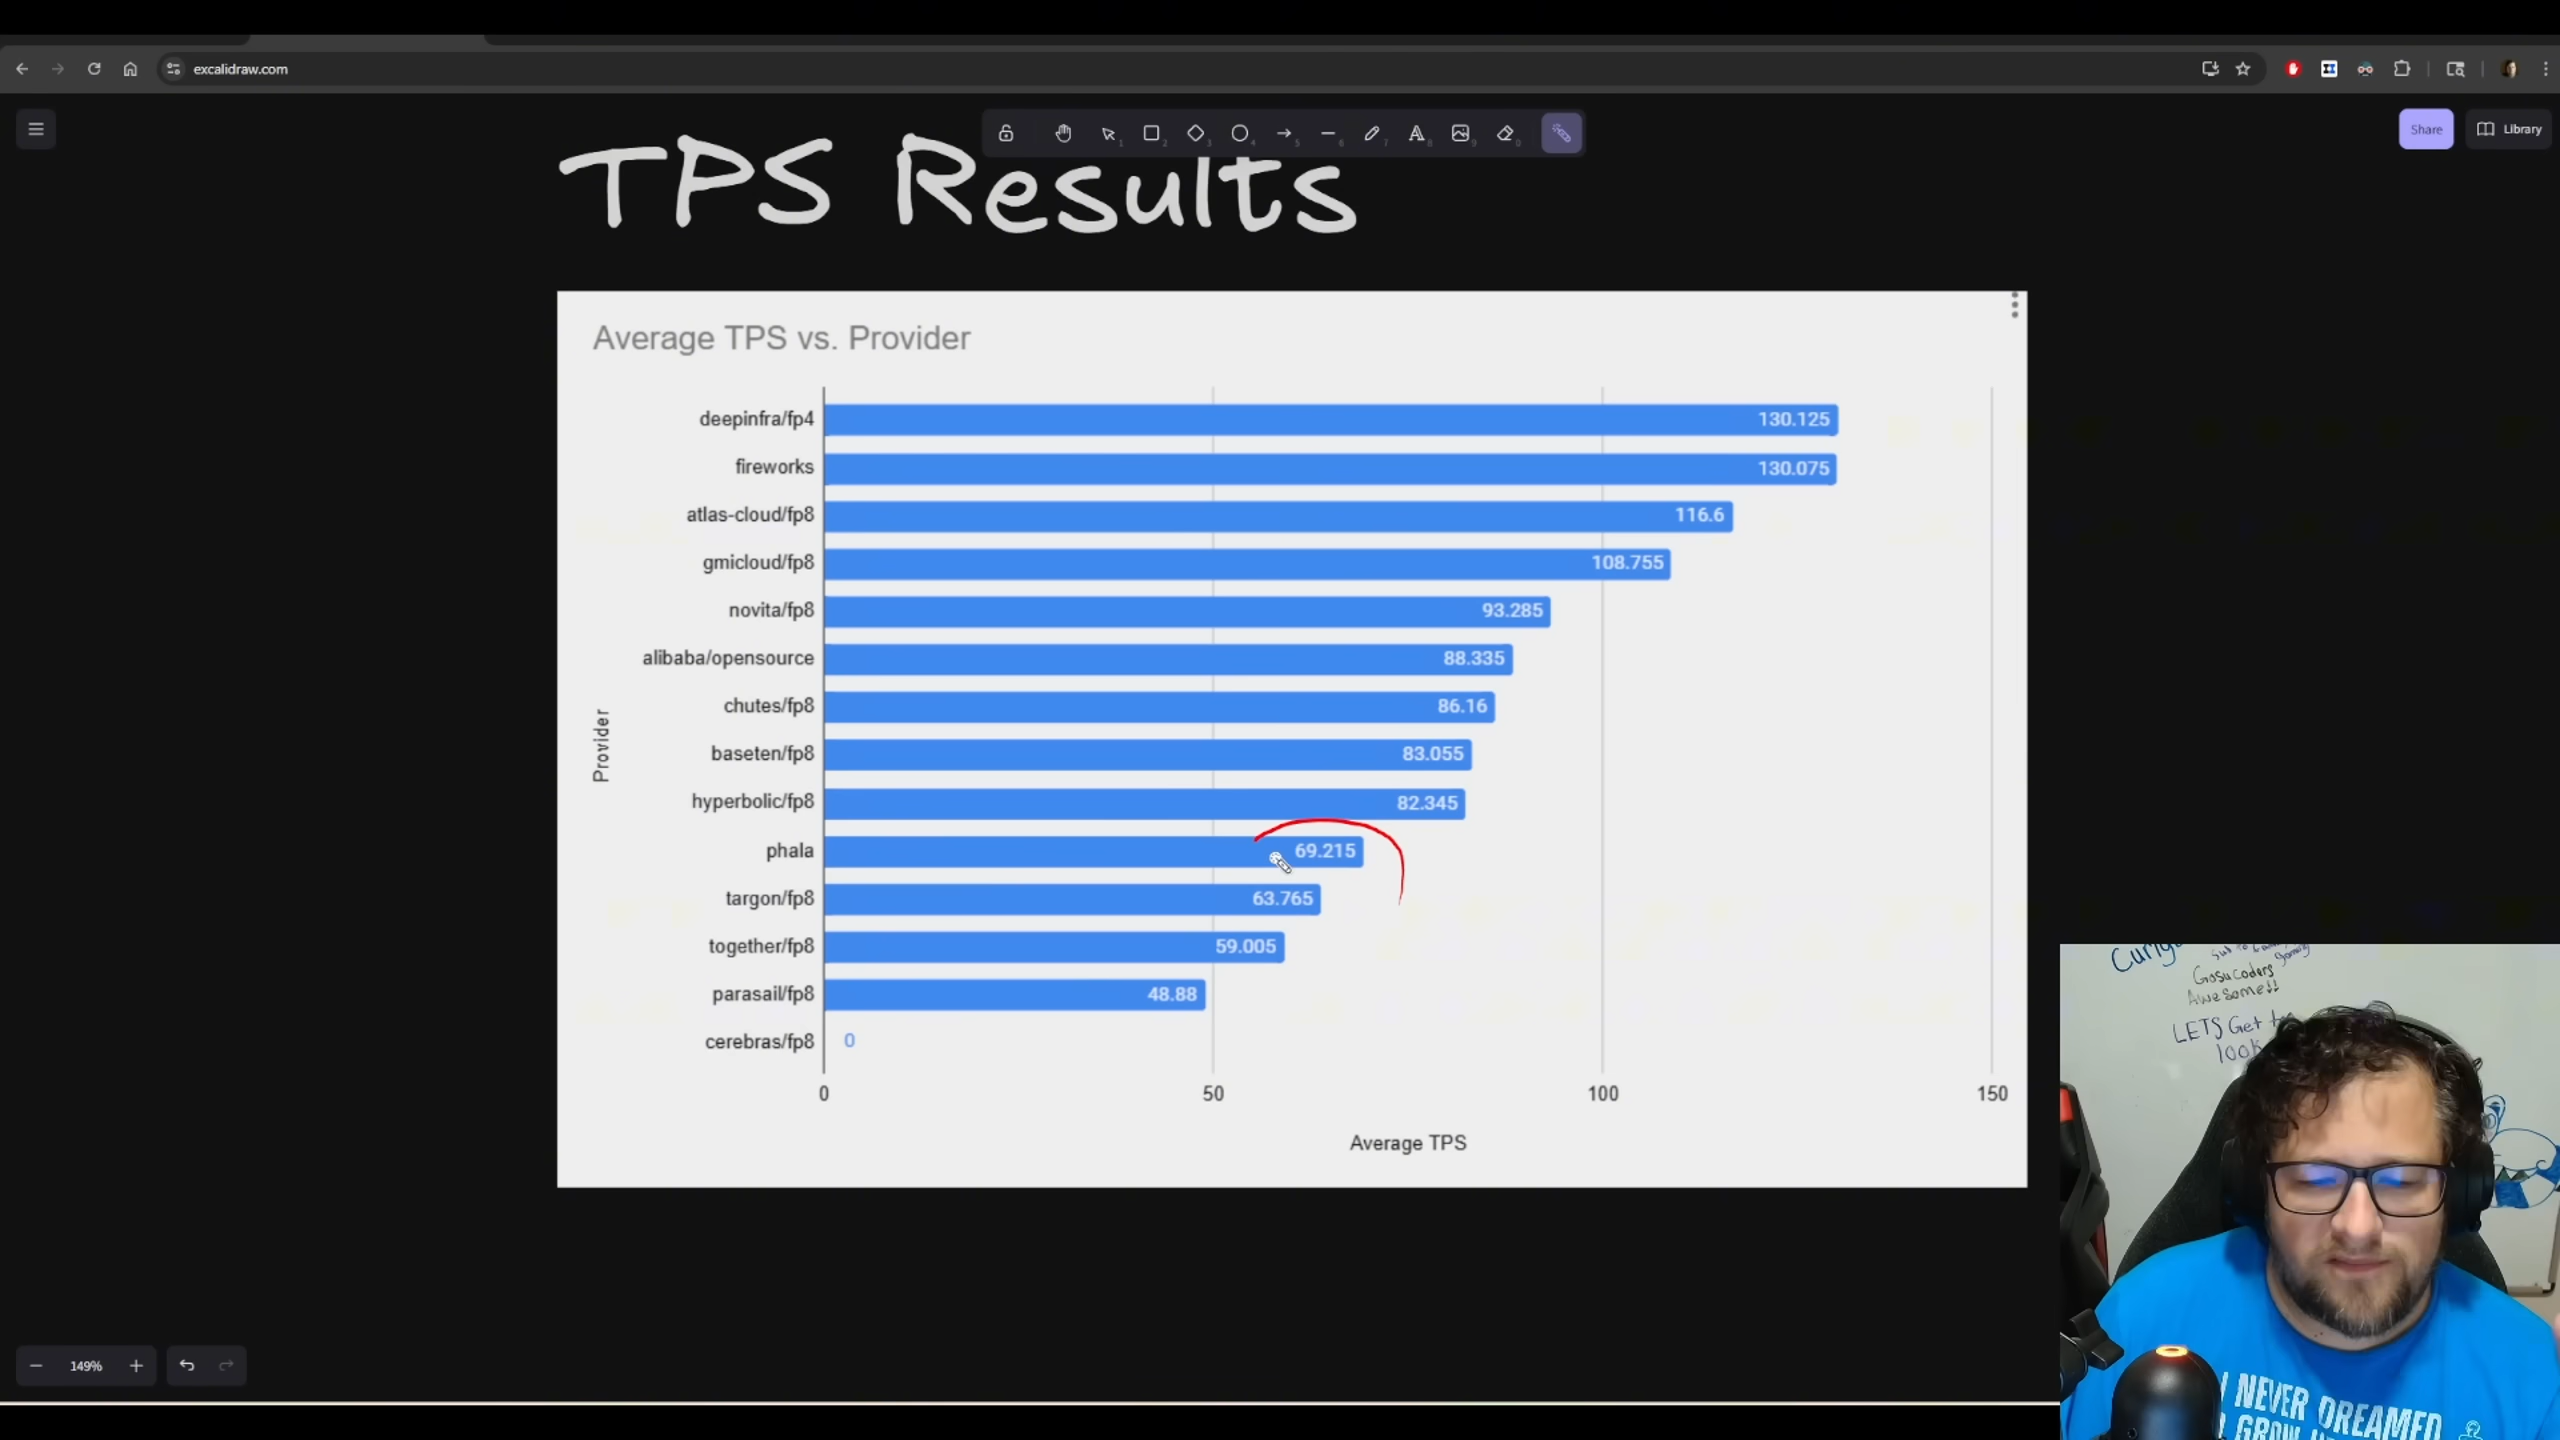 excalidraw.com
Share
Library
TPS Results
Average TPS vs. Provider
Provider
deepinfra/fp4 130.125
fireworks 130.075
atlas-cloud/fp8 116.6
gmicloud/fp8 108.755
novita/fp8 93.285
alibaba/opensource 88.335
chutes/fp8 86.16
baseten/fp8 83.055
hyperbolic/fp8 82.345
phala 69.215
targon/fp8 63.765
together/fp8 59.005
parasail/fp8 48.88
cerebras/fp8 0
0 50 100 150
Average TPS
149%
Gosucoders
Awesome!!
LETS Get
100k
I NEVER DREAMED